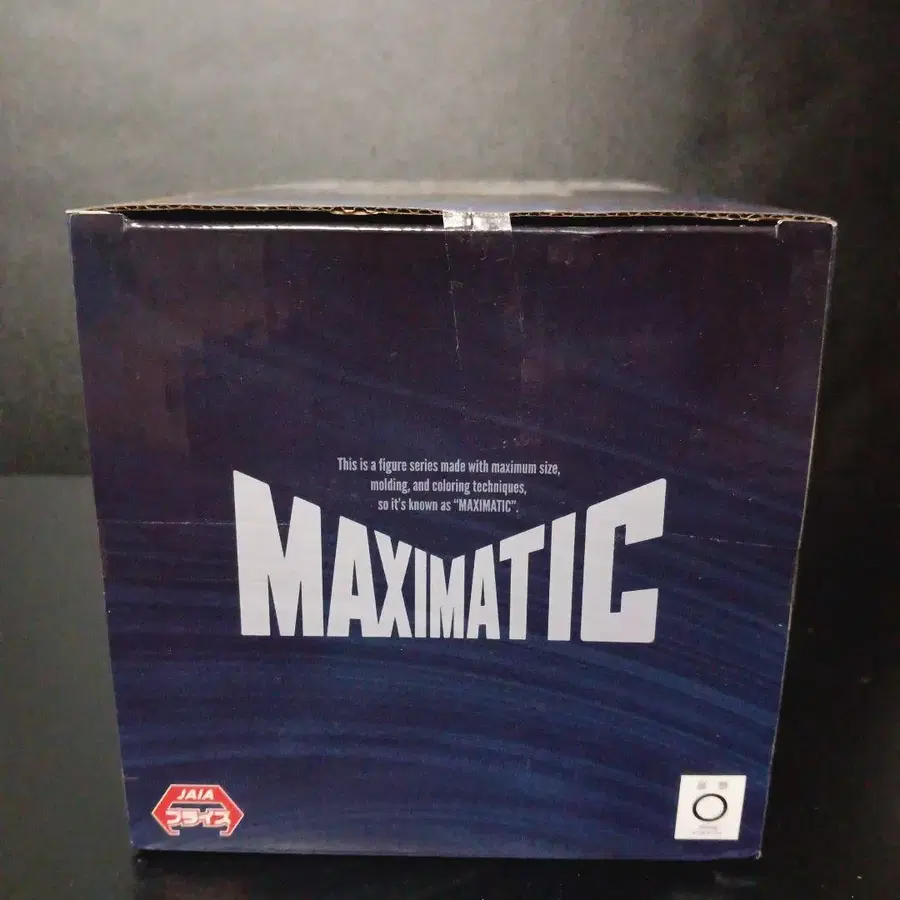 This is a figure series made with maximum size,
molding, and coloring techniques,
so it's known as "MAXIMATIC".
MAXIMATIC
JAIA
プライズ